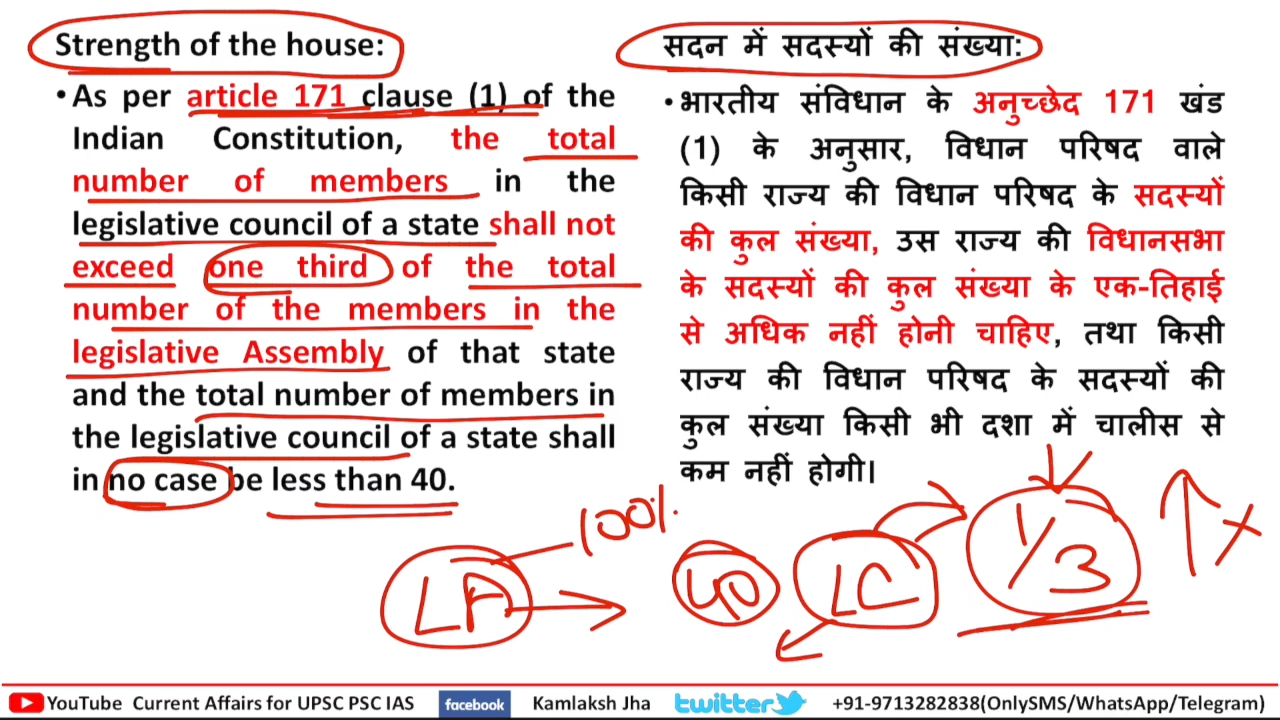 Strength of the house:
• As per article 171 clause (1) of the
Indian Constitution, the total
number of members in the
legislative council of a state shall not
exceed one third of the total
number of the members in the
legislative Assembly of that state
and the total number of members in
the legislative council of a state shall
in no case be less than 40.
सदन में सदस्यों की संख्या:
• भारतीय संविधान के अनुच्छेद 171 खंड
(1) के अनुसार, विधान परिषद वाले
किसी राज्य की विधान परिषद के सदस्यों
की कुल संख्या, उस राज्य की विधानसभा
के सदस्यों की कुल संख्या के एक-तिहाई
से अधिक नहीं होनी चाहिए, तथा किसी
राज्य की विधान परिषद के सदस्यों की
कुल संख्या किसी भी दशा में चालीस से
कम नहीं होगी।
100%
LA
40
LC
1/3
YouTube Current Affairs for UPSC PSC IAS facebook Kamlaksh Jha twitter +91-9713282838(OnlySMS/WhatsApp/Telegram)